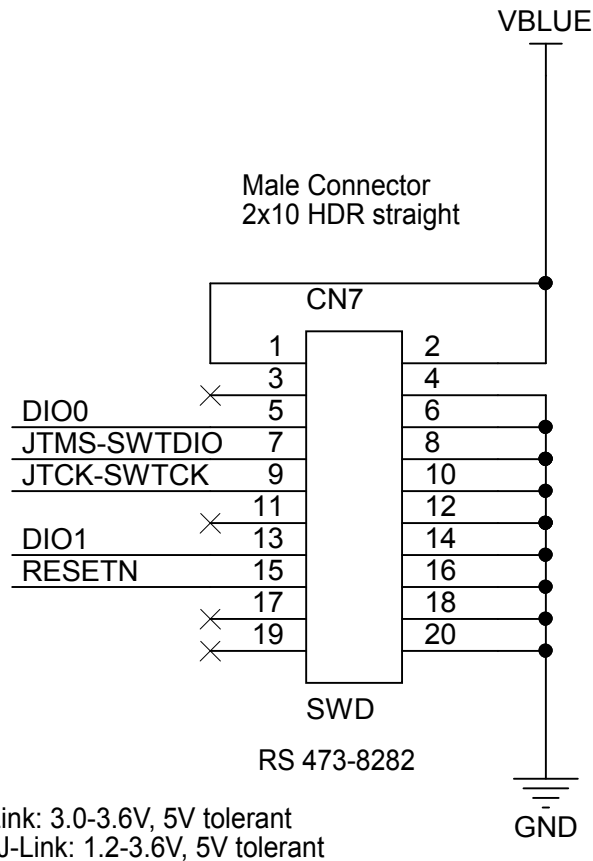 VBLUE
Male Connector
2x10 HDR straight
CN7
1 2
3 4
DIO0 5 6
JTMS-SWTDIO 7 8
JTCK-SWTCK 9 10
11 12
DIO1 13 14
RESETN 15 16
17 18
19 20
SWD
RS 473-8282
GND
ink: 3.0-3.6V, 5V tolerant
J-Link: 1.2-3.6V, 5V tolerant